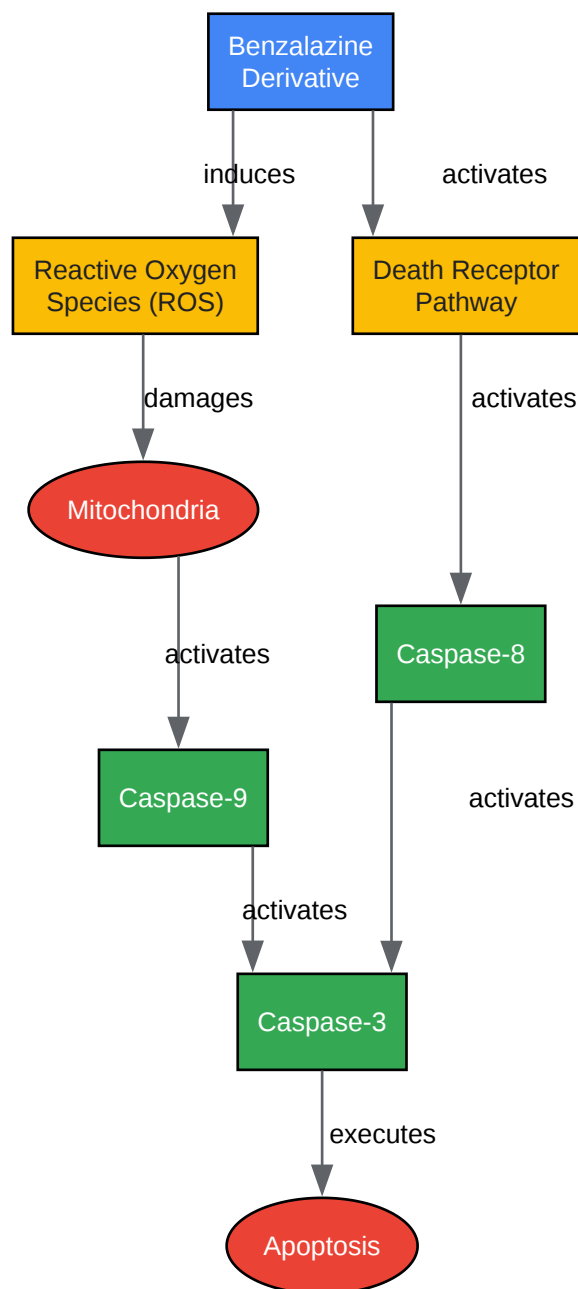 Benzalazine
Derivative
induces
activates
Reactive Oxygen
Species (ROS)
Death Receptor
Pathway
damages
activates
Mitochondria
activates
Caspase-8
Caspase-9
activates
activates
Caspase-3
executes
Apoptosis